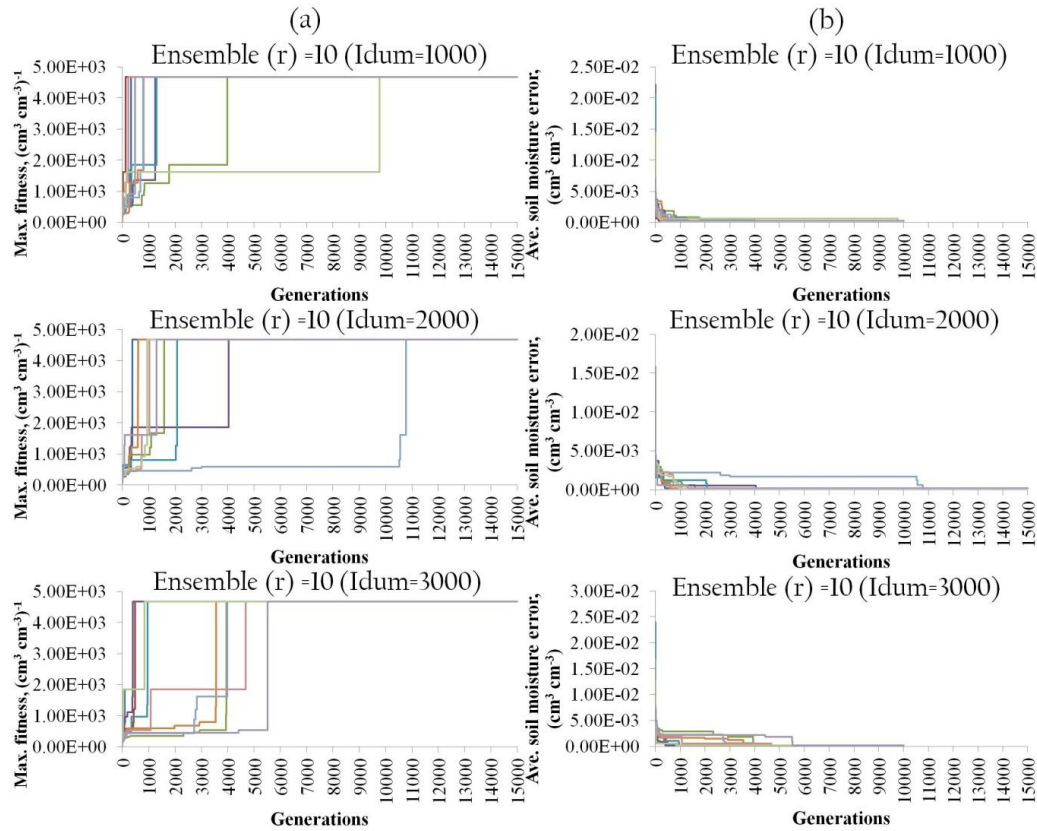 (a)
Ensemble (r) =10 (Idum=1000)
Max. fitness, (cm³ cm⁻³)⁻¹
5.00E+03
4.00E+03
3.00E+03
2.00E+03
1.00E+03
0.00E+00
0 1000 2000 3000 4000 5000 6000 7000 8000 9000 10000 11000 12000 13000 14000 15000
Generations
Ensemble (r) =10 (Idum=2000)
Max. fitness, (cm³ cm⁻³)⁻¹
5.00E+03
4.00E+03
3.00E+03
2.00E+03
1.00E+03
0.00E+00
0 1000 2000 3000 4000 5000 6000 7000 8000 9000 10000 11000 12000 13000 14000 15000
Generations
Ensemble (r) =10 (Idum=3000)
Max. fitness, (cm³ cm⁻³)⁻¹
5.00E+03
4.00E+03
3.00E+03
2.00E+03
1.00E+03
0.00E+00
0 1000 2000 3000 4000 5000 6000 7000 8000 9000 10000 11000 12000 13000 14000 15000
Generations
(b)
Ensemble (r) =10 (Idum=1000)
Ave. soil moisture error,
(cm³ cm⁻³)
2.50E-02
2.00E-02
1.50E-02
1.00E-02
5.00E-03
0.00E+00
0 1000 2000 3000 4000 5000 6000 7000 8000 9000 10000 11000 12000 13000 14000 15000
Generations
Ensemble (r) =10 (Idum=2000)
Ave. soil moisture error,
(cm³ cm⁻³)
2.00E-02
1.50E-02
1.00E-02
5.00E-03
0.00E+00
0 1000 2000 3000 4000 5000 6000 7000 8000 9000 10000 11000 12000 13000 14000 15000
Generations
Ensemble (r) =10 (Idum=3000)
Ave. soil moisture error,
(cm³ cm⁻³)
3.00E-02
2.50E-02
2.00E-02
1.50E-02
1.00E-02
5.00E-03
0.00E+00
0 1000 2000 3000 4000 5000 6000 7000 8000 9000 10000 11000 12000 13000 14000 15000
Generations